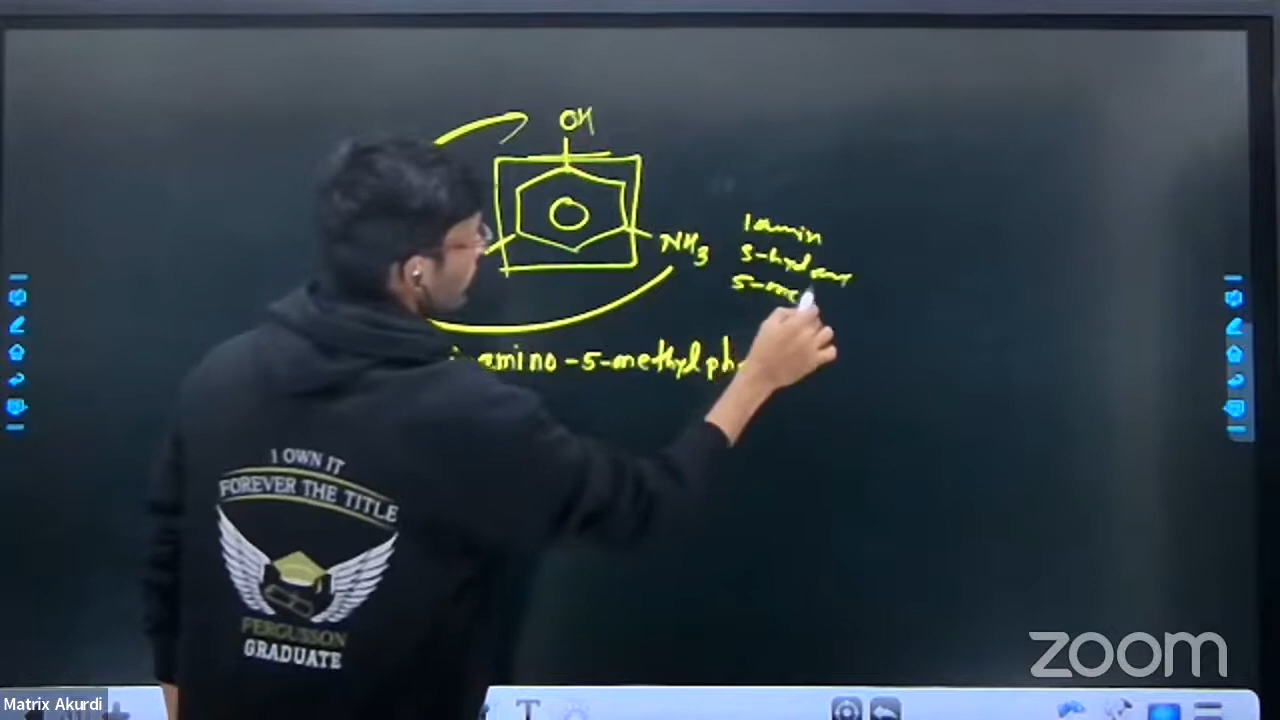 OH
NH3
1 amin
3-hydroxy
5-me
amino-5-methylph
I OWN IT
FOREVER THE TITLE
FERGUSSON
GRADUATE
zoom
Matrix Akurdi
T